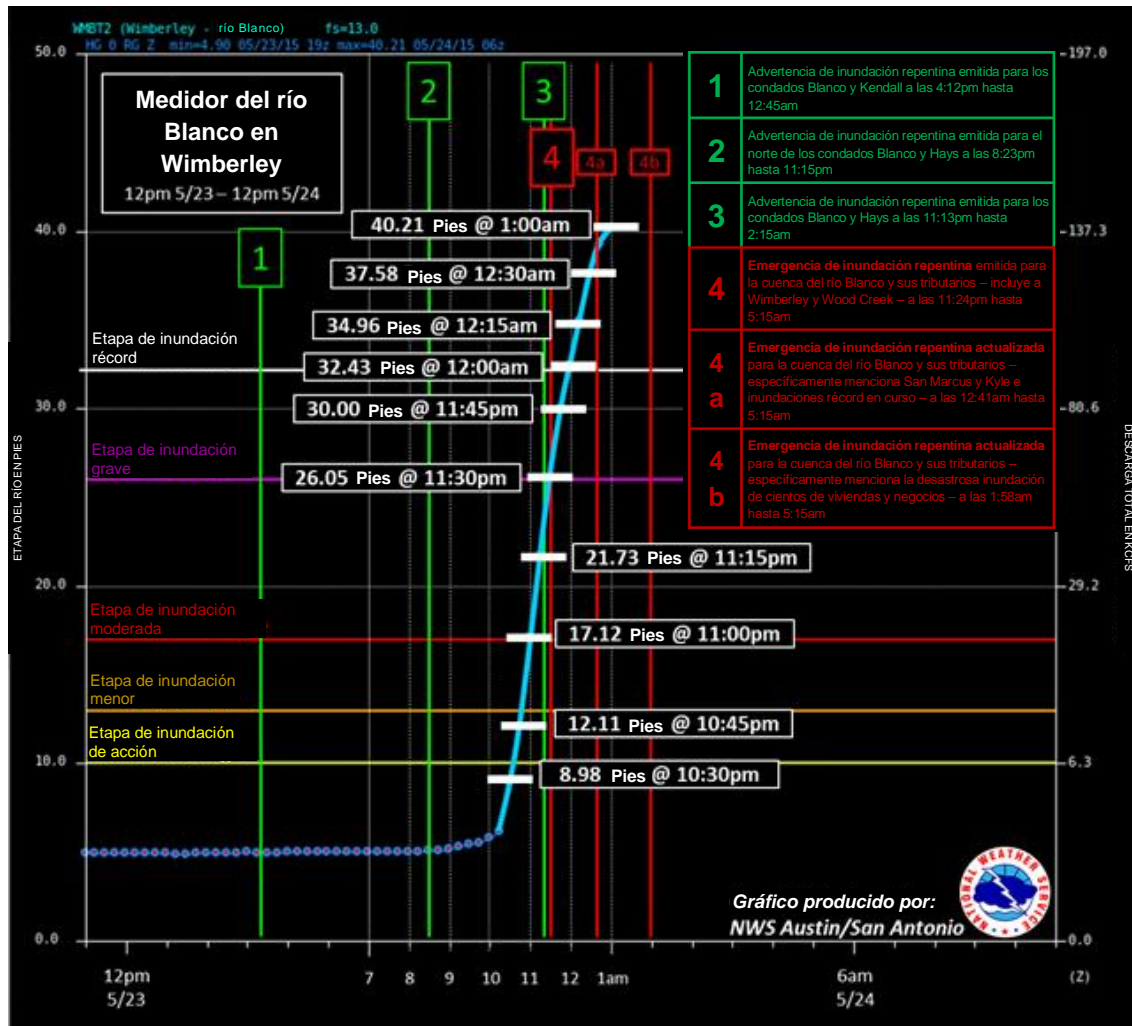 WMBT2 (Wimberley - río Blanco) fs=13.0
HG 0 RG Z min=4.90 05/23/15 19z max=40.21 05/24/15 06z
Medidor del río
Blanco en
Wimberley
12pm 5/23 – 12pm 5/24
1
2
3
4
4a
4b
1
Advertencia de inundación repentina emitida para los
condados Blanco y Kendall a las 4:12pm hasta
12:45am
2
Advertencia de inundación repentina emitida para el
norte de los condados Blanco y Hays a las 8:23pm
hasta 11:15pm
3
Advertencia de inundación repentina emitida para los
condados Blanco y Hays a las 11:13pm hasta
2:15am
4
Emergencia de inundación repentina emitida para
la cuenca del río Blanco y sus tributarios – incluye a
Wimberley y Wood Creek – a las 11:24pm hasta
5:15am
4
a
Emergencia de inundación repentina actualizada
para la cuenca del río Blanco y sus tributarios –
específicamente menciona San Marcus y Kyle e
inundaciones récord en curso – a las 12:41am hasta
5:15am
4
b
Emergencia de inundación repentina actualizada
para la cuenca del río Blanco y sus tributarios –
específicamente menciona la desastrosa inundación
de cientos de viviendas y negocios – a las 1:58am
hasta 5:15am
40.21 Pies @ 1:00am
37.58 Pies @ 12:30am
34.96 Pies @ 12:15am
32.43 Pies @ 12:00am
30.00 Pies @ 11:45pm
26.05 Pies @ 11:30pm
21.73 Pies @ 11:15pm
17.12 Pies @ 11:00pm
12.11 Pies @ 10:45pm
8.98 Pies @ 10:30pm
Etapa de inundación
récord
Etapa de inundación
grave
Etapa de inundación
moderada
Etapa de inundación
menor
Etapa de inundación
de acción
50.0
40.0
30.0
20.0
10.0
0.0
197.0
137.3
80.6
29.2
6.3
0.0
ETAPA DEL RÍO EN PIES
DESCARGA TOTAL EN KCFS
Gráfico producido por:
NWS Austin/San Antonio
NATIONAL WEATHER SERVICE
12pm 7 8 9 10 11 12 1am 6am (Z)
5/23 5/24